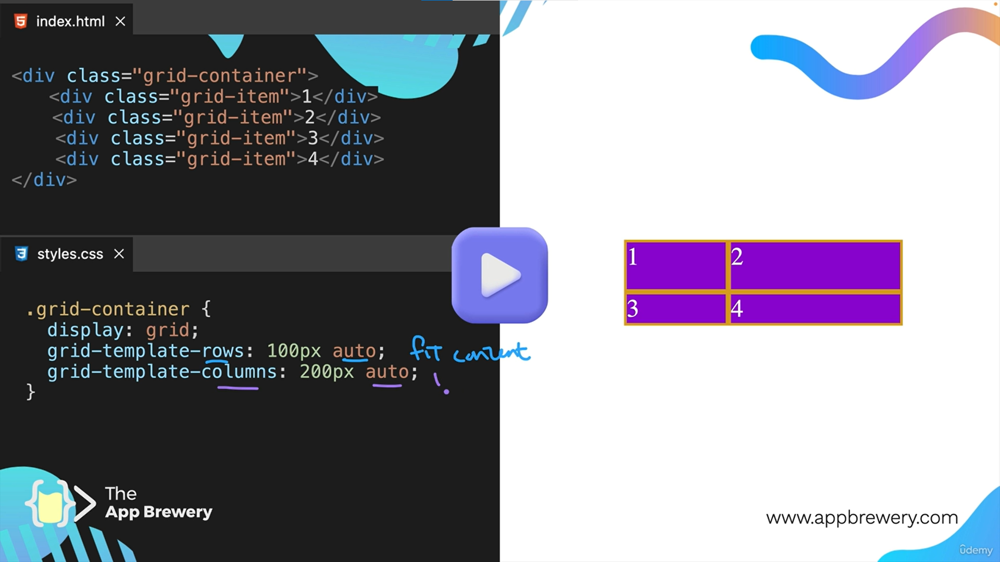 index.html
<div class="grid-container">
<div class="grid-item">1</div>
<div class="grid-item">2</div>
<div class="grid-item">3</div>
<div class="grid-item">4</div>
</div>
styles.css
.grid-container {
display: grid;
grid-template-rows: 100px auto; fit content
grid-template-columns: 200px auto;
}
1 2
3 4
The
App Brewery
www.appbrewery.com
udemy